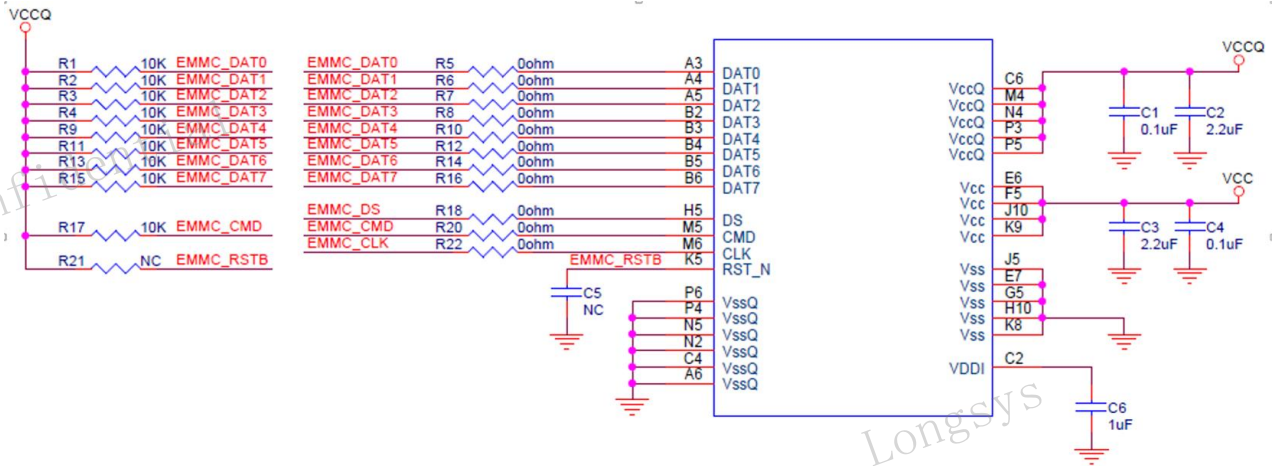 VCCQ
R1 10K EMMC_DAT0
R2 10K EMMC_DAT1
R3 10K EMMC_DAT2
R4 10K EMMC_DAT3
R9 10K EMMC_DAT4
R11 10K EMMC_DAT5
R13 10K EMMC_DAT6
R15 10K EMMC_DAT7
R17 10K EMMC_CMD
R21 NC EMMC_RSTB
EMMC_DAT0 R5 0ohm A3 DAT0
EMMC_DAT1 R6 0ohm A4 DAT1
EMMC_DAT2 R7 0ohm A5 DAT2
EMMC_DAT3 R8 0ohm B2 DAT3
EMMC_DAT4 R10 0ohm B3 DAT4
EMMC_DAT5 R12 0ohm B4 DAT5
EMMC_DAT6 R14 0ohm B5 DAT6
EMMC_DAT7 R16 0ohm B6 DAT7
EMMC_DS R18 0ohm H5 DS
EMMC_CMD R20 0ohm M5 CMD
EMMC_CLK R22 0ohm M6 CLK
EMMC_RSTB K5 RST_N
C5
NC
P6 VssQ
P4 VssQ
N5 VssQ
N2 VssQ
C4 VssQ
A6 VssQ
VccQ C6
VccQ M4
VccQ N4
VccQ P3
VccQ P5
VCCQ
C1
0.1uF
C2
2.2uF
Vcc E6
Vcc F5
Vcc J10
Vcc K9
VCC
C3
2.2uF
C4
0.1uF
Vss J5
Vss E7
Vss G5
Vss H10
Vss K8
VDDI C2
C6
1uF
Longsys